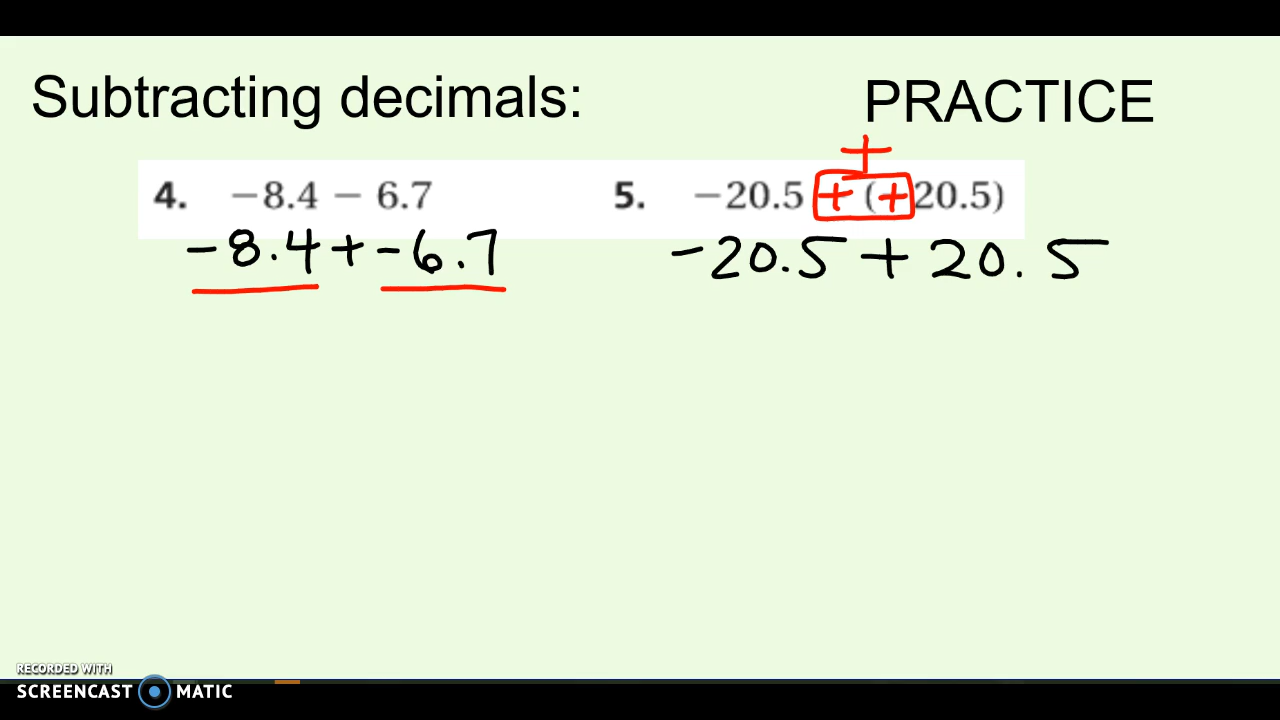 Subtracting decimals: PRACTICE
+
4. −8.4 − 6.7 5. −20.5 + (+20.5)
-8.4+-6.7 -20.5+20.5
RECORDED WITH
SCREENCAST MATIC